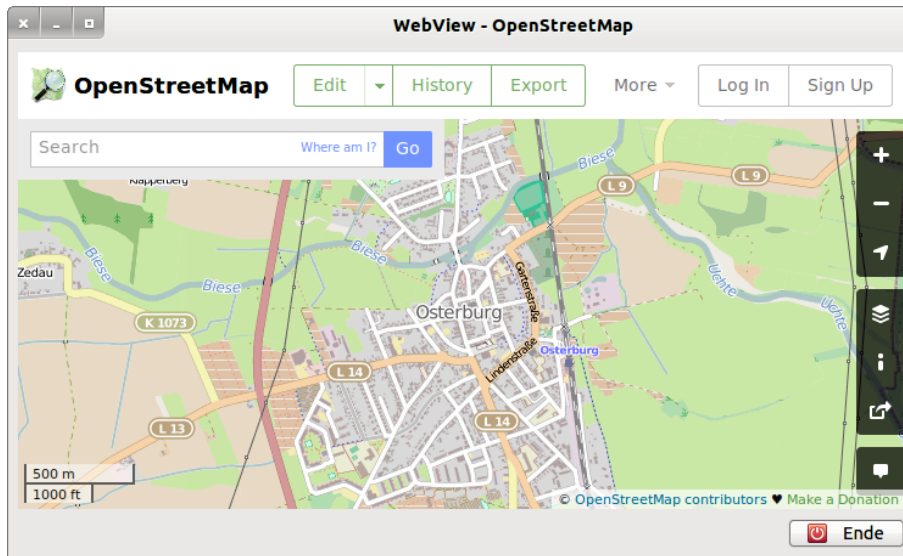 WebView - OpenStreetMap
OpenStreetMap
Edit
History
Export
More
Log In
Sign Up
Search
Where am I?
Go
Klapperberg
Biese
L 9
L 9
Zedau
Biese
Biese
Uchte
Uchte
Gartenstraße
K 1073
Osterburg
Osterburg
Lindenstraße
L 14
L 13
L 14
500 m
1000 ft
© OpenStreetMap contributors ♥ Make a Donation
Ende